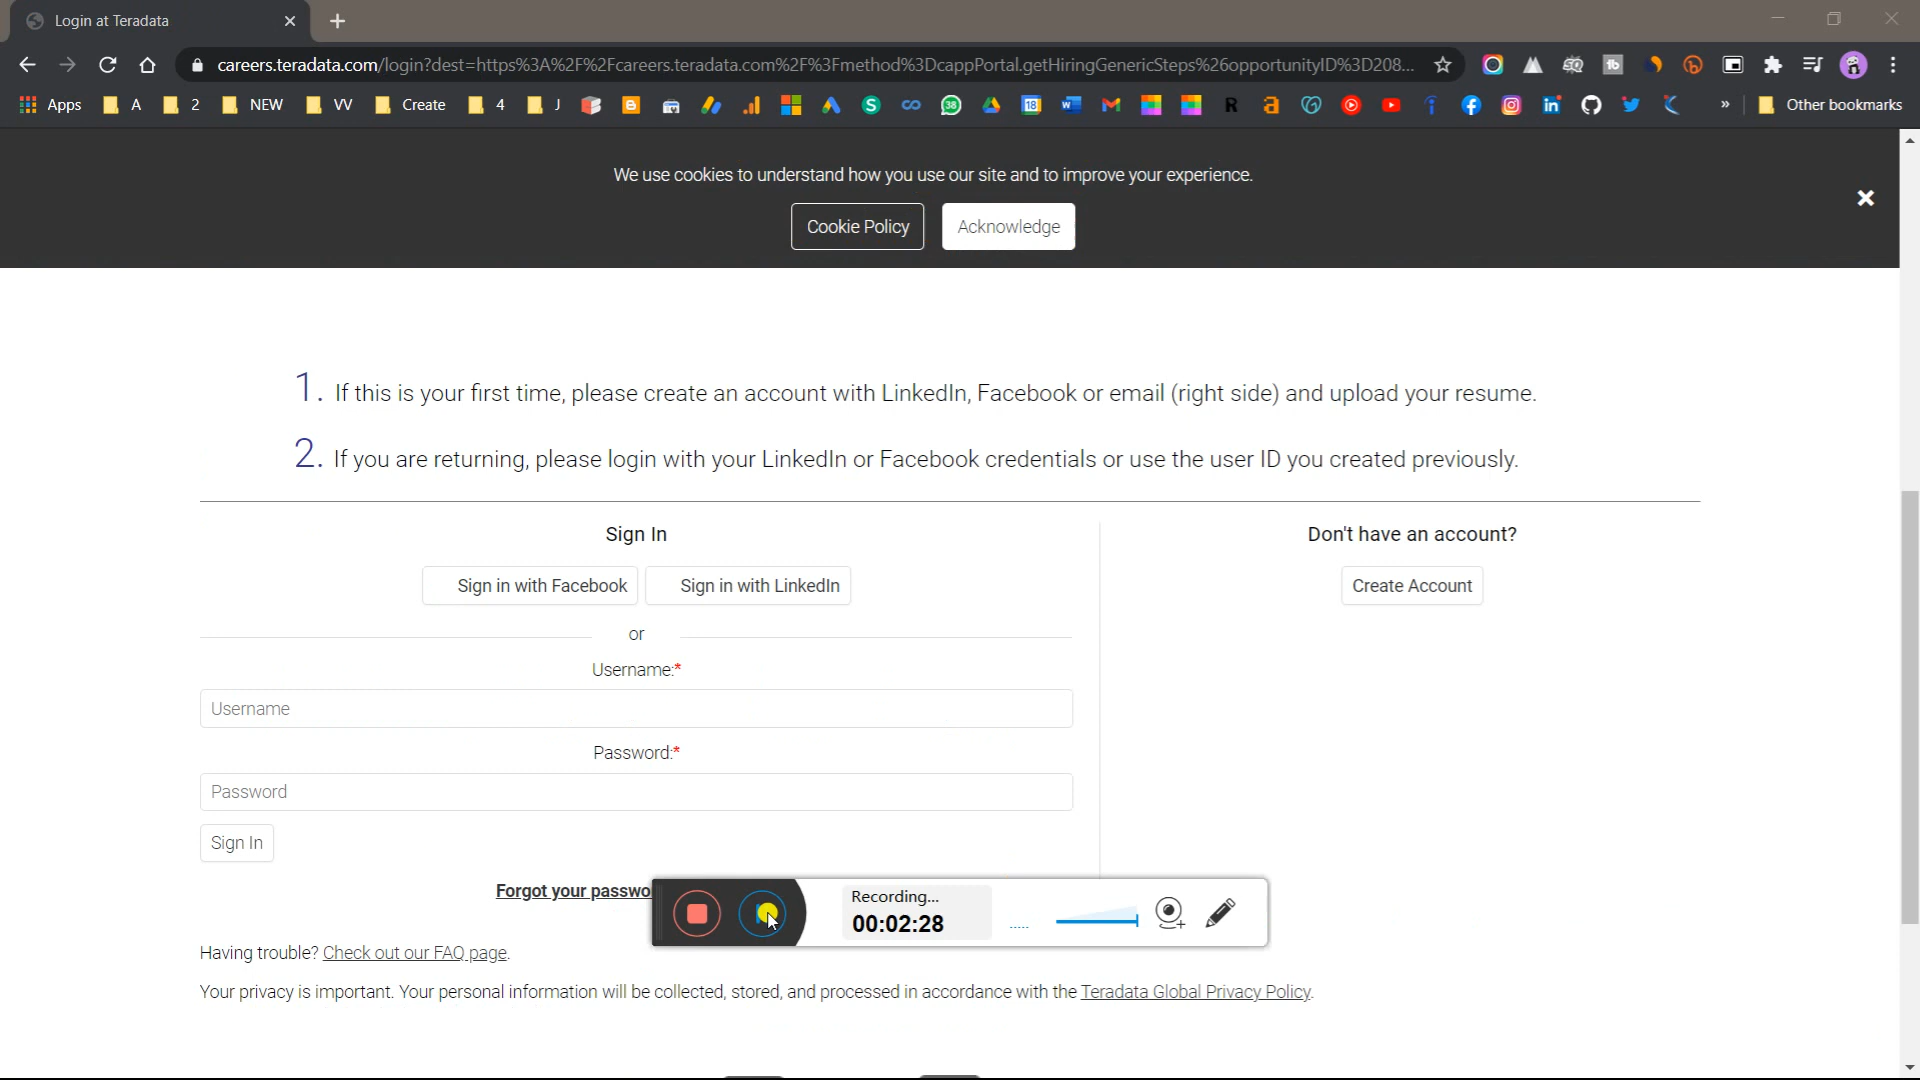 Login at Teradata
careers.teradata.com/login?dest=https%3A%2F%2Fcareers.teradata.com%2F%3Fmethod%3DcappPortal.getHiringGenericSteps%26opportunityID%3D208...
Apps A 2 NEW VV Create 4 J 38 18 » Other bookmarks
We use cookies to understand how you use our site and to improve your experience.
Cookie Policy Acknowledge
1. If this is your first time, please create an account with LinkedIn, Facebook or email (right side) and upload your resume.
2. If you are returning, please login with your LinkedIn or Facebook credentials or use the user ID you created previously.
Sign In
Sign in with Facebook Sign in with LinkedIn
or
Username:*
Username
Password:*
Password
Sign In
Forgot your passwo
Don't have an account?
Create Account
Recording...
00:02:28
Having trouble? Check out our FAQ page.
Your privacy is important. Your personal information will be collected, stored, and processed in accordance with the Teradata Global Privacy Policy.